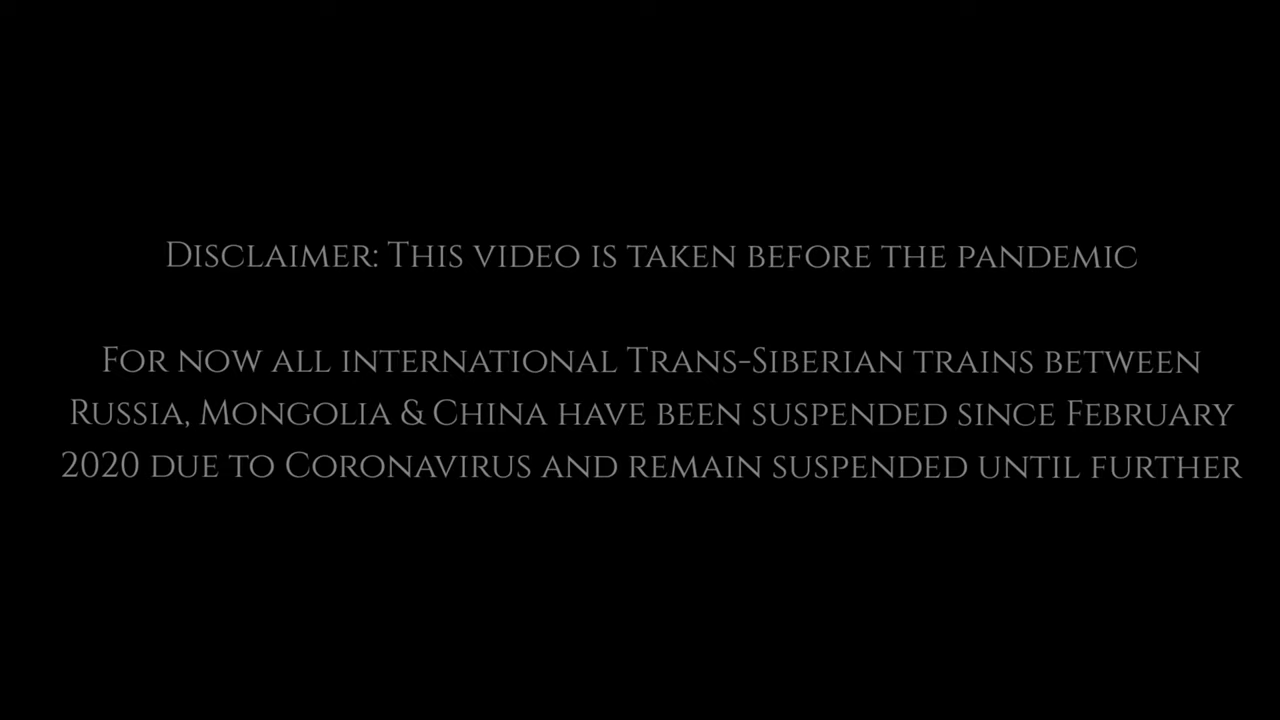 Disclaimer: This video is taken before the pandemic
For now all international Trans-Siberian trains between
Russia, Mongolia & China have been suspended since February
2020 due to Coronavirus and remain suspended until further